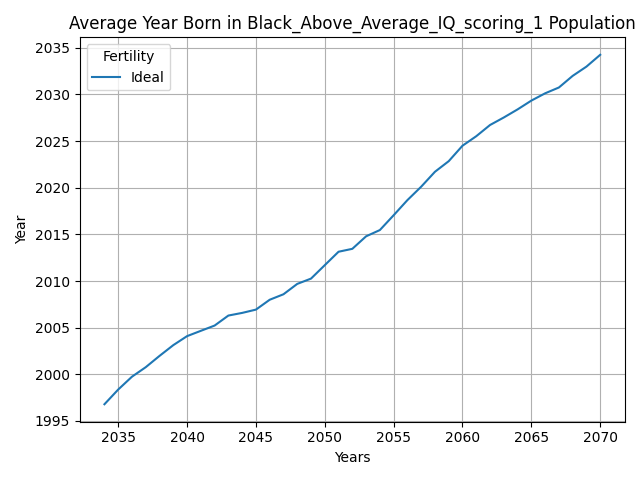 Average Year Born in Black_Above_Average_IQ_scoring_1 Population
Fertility
Ideal
Year
2035
2030
2025
2020
2015
2010
2005
2000
1995
2035 2040 2045 2050 2055 2060 2065 2070
Years